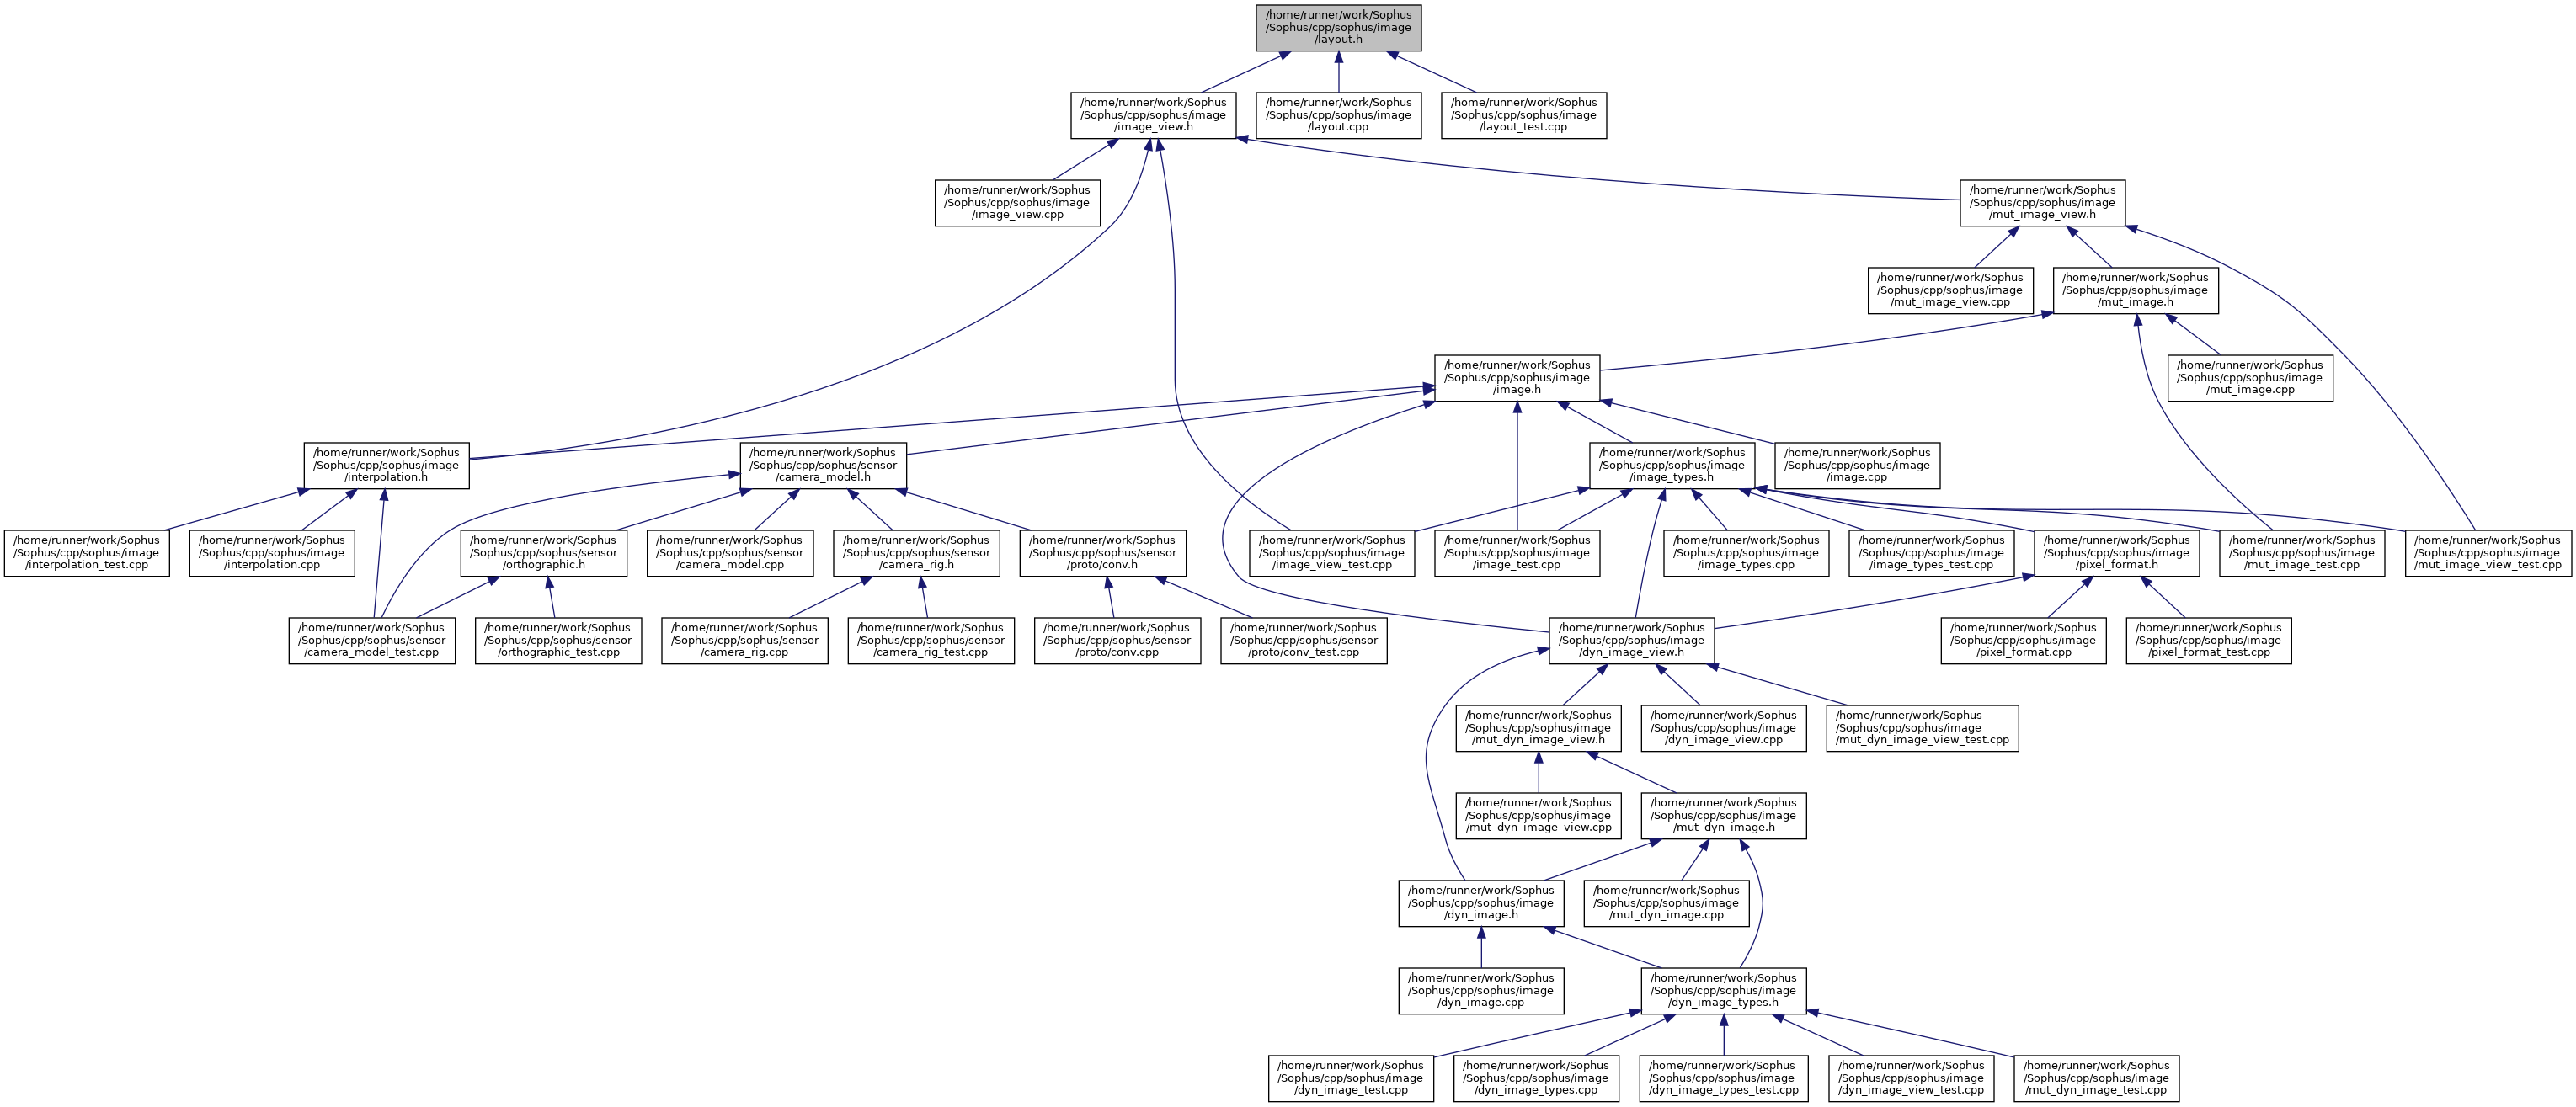 /home/runner/work/Sophus
/Sophus/cpp/sophus/image
/layout.h
/home/runner/work/Sophus
/Sophus/cpp/sophus/image
/image_view.h
/home/runner/work/Sophus
/Sophus/cpp/sophus/image
/layout.cpp
/home/runner/work/Sophus
/Sophus/cpp/sophus/image
/layout_test.cpp
/home/runner/work/Sophus
/Sophus/cpp/sophus/image
/image_view.cpp
/home/runner/work/Sophus
/Sophus/cpp/sophus/image
/mut_image_view.h
/home/runner/work/Sophus
/Sophus/cpp/sophus/image
/mut_image_view.cpp
/home/runner/work/Sophus
/Sophus/cpp/sophus/image
/mut_image.h
/home/runner/work/Sophus
/Sophus/cpp/sophus/image
/image.h
/home/runner/work/Sophus
/Sophus/cpp/sophus/image
/mut_image.cpp
/home/runner/work/Sophus
/Sophus/cpp/sophus/image
/interpolation.h
/home/runner/work/Sophus
/Sophus/cpp/sophus/sensor
/camera_model.h
/home/runner/work/Sophus
/Sophus/cpp/sophus/image
/image_types.h
/home/runner/work/Sophus
/Sophus/cpp/sophus/image
/image.cpp
/home/runner/work/Sophus
/Sophus/cpp/sophus/image
/interpolation_test.cpp
/home/runner/work/Sophus
/Sophus/cpp/sophus/image
/interpolation.cpp
/home/runner/work/Sophus
/Sophus/cpp/sophus/sensor
/orthographic.h
/home/runner/work/Sophus
/Sophus/cpp/sophus/sensor
/camera_model.cpp
/home/runner/work/Sophus
/Sophus/cpp/sophus/sensor
/camera_rig.h
/home/runner/work/Sophus
/Sophus/cpp/sophus/sensor
/proto/conv.h
/home/runner/work/Sophus
/Sophus/cpp/sophus/image
/image_view_test.cpp
/home/runner/work/Sophus
/Sophus/cpp/sophus/image
/image_test.cpp
/home/runner/work/Sophus
/Sophus/cpp/sophus/image
/image_types.cpp
/home/runner/work/Sophus
/Sophus/cpp/sophus/image
/image_types_test.cpp
/home/runner/work/Sophus
/Sophus/cpp/sophus/image
/pixel_format.h
/home/runner/work/Sophus
/Sophus/cpp/sophus/image
/mut_image_test.cpp
/home/runner/work/Sophus
/Sophus/cpp/sophus/image
/mut_image_view_test.cpp
/home/runner/work/Sophus
/Sophus/cpp/sophus/sensor
/camera_model_test.cpp
/home/runner/work/Sophus
/Sophus/cpp/sophus/sensor
/orthographic_test.cpp
/home/runner/work/Sophus
/Sophus/cpp/sophus/sensor
/camera_rig.cpp
/home/runner/work/Sophus
/Sophus/cpp/sophus/sensor
/camera_rig_test.cpp
/home/runner/work/Sophus
/Sophus/cpp/sophus/sensor
/proto/conv.cpp
/home/runner/work/Sophus
/Sophus/cpp/sophus/sensor
/proto/conv_test.cpp
/home/runner/work/Sophus
/Sophus/cpp/sophus/image
/dyn_image_view.h
/home/runner/work/Sophus
/Sophus/cpp/sophus/image
/pixel_format.cpp
/home/runner/work/Sophus
/Sophus/cpp/sophus/image
/pixel_format_test.cpp
/home/runner/work/Sophus
/Sophus/cpp/sophus/image
/mut_dyn_image_view.h
/home/runner/work/Sophus
/Sophus/cpp/sophus/image
/dyn_image_view.cpp
/home/runner/work/Sophus
/Sophus/cpp/sophus/image
/mut_dyn_image_view_test.cpp
/home/runner/work/Sophus
/Sophus/cpp/sophus/image
/mut_dyn_image_view.cpp
/home/runner/work/Sophus
/Sophus/cpp/sophus/image
/mut_dyn_image.h
/home/runner/work/Sophus
/Sophus/cpp/sophus/image
/dyn_image.h
/home/runner/work/Sophus
/Sophus/cpp/sophus/image
/mut_dyn_image.cpp
/home/runner/work/Sophus
/Sophus/cpp/sophus/image
/dyn_image.cpp
/home/runner/work/Sophus
/Sophus/cpp/sophus/image
/dyn_image_types.h
/home/runner/work/Sophus
/Sophus/cpp/sophus/image
/dyn_image_test.cpp
/home/runner/work/Sophus
/Sophus/cpp/sophus/image
/dyn_image_types.cpp
/home/runner/work/Sophus
/Sophus/cpp/sophus/image
/dyn_image_types_test.cpp
/home/runner/work/Sophus
/Sophus/cpp/sophus/image
/dyn_image_view_test.cpp
/home/runner/work/Sophus
/Sophus/cpp/sophus/image
/mut_dyn_image_test.cpp